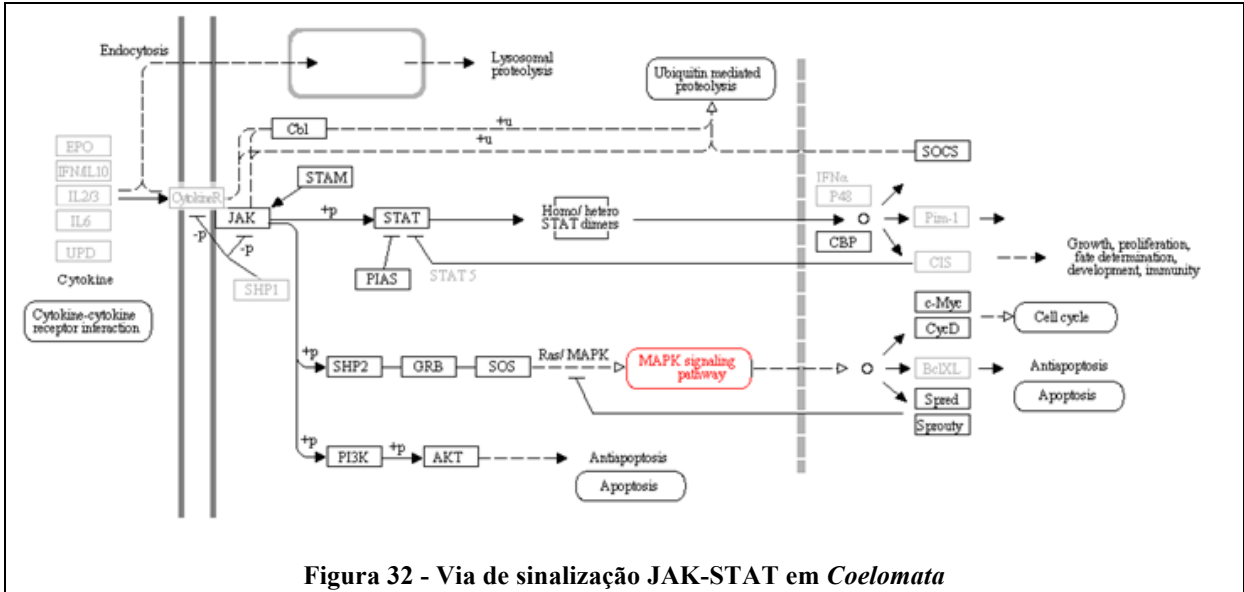 Endocytosis
Lysosomal
proteolysis
Ubiquitin mediated
proteolysis
Cbl
+u
+u
SOCS
EPO
IFN/IL10
IL2/3
IL6
UPD
Cytokine
Cytokine-cytokine
receptor interaction
CytokineR
JAK
STAM
+p
STAT
Homo/hetero
STAT dimers
IFNα
P48
CBP
Pim-1
CIS
Growth, proliferation,
fate determination,
development, immunity
-p
-p
SHP1
PIAS
STAT5
c-Myc
CycD
Cell cycle
+p
SHP2
GRB
SOS
Ras/MAPK
MAPK signaling
pathway
BclXL
Antiapoptosis
Apoptosis
Spred
Sprouty
+p
PI3K
+p
AKT
Antiapoptosis
Apoptosis
Figura 32 - Via de sinalização JAK-STAT em Coelomata